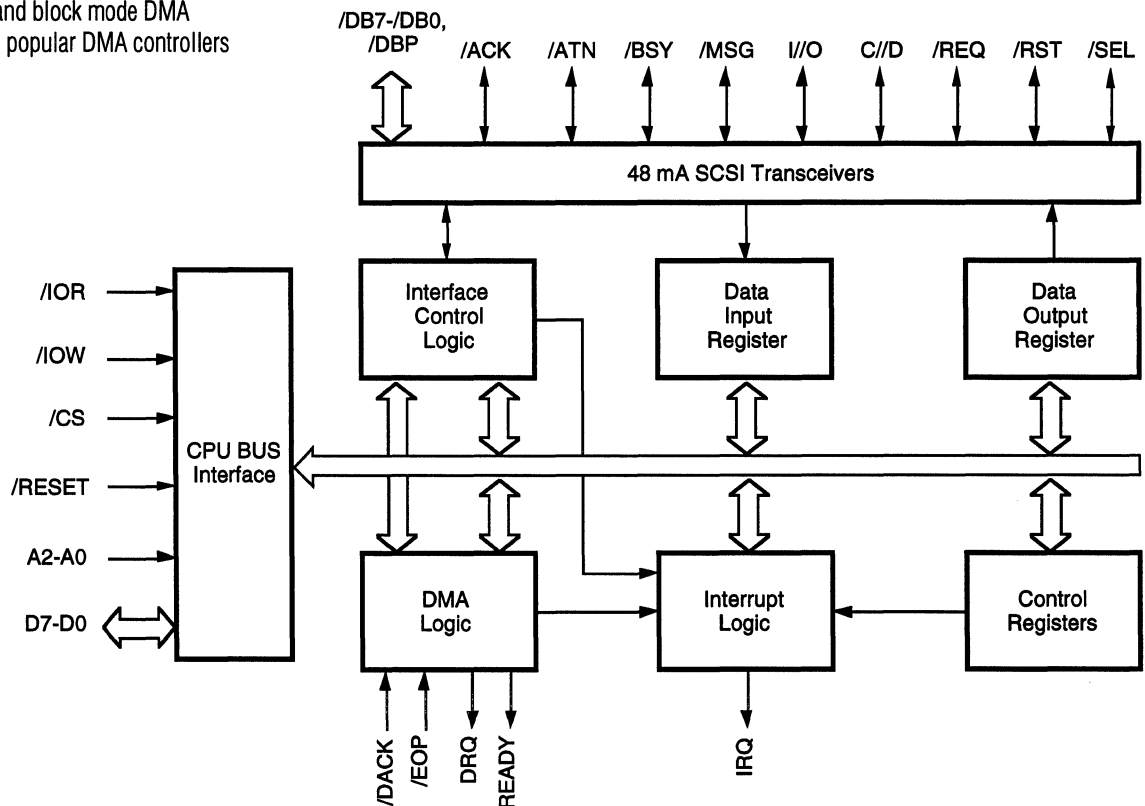 and block mode DMA
popular DMA controllers
/DB7-/DB0,
/DBP
/ACK
/ATN
/BSY
/MSG
I//O
C//D
/REQ
/RST
/SEL
48 mA SCSI Transceivers
Interface
Control
Logic
Data
Input
Register
Data
Output
Register
/IOR
/IOW
/CS
/RESET
A2-A0
D7-D0
CPU BUS
Interface
DMA
Logic
Interrupt
Logic
Control
Registers
/DACK
/EOP
DRQ
READY
IRQ